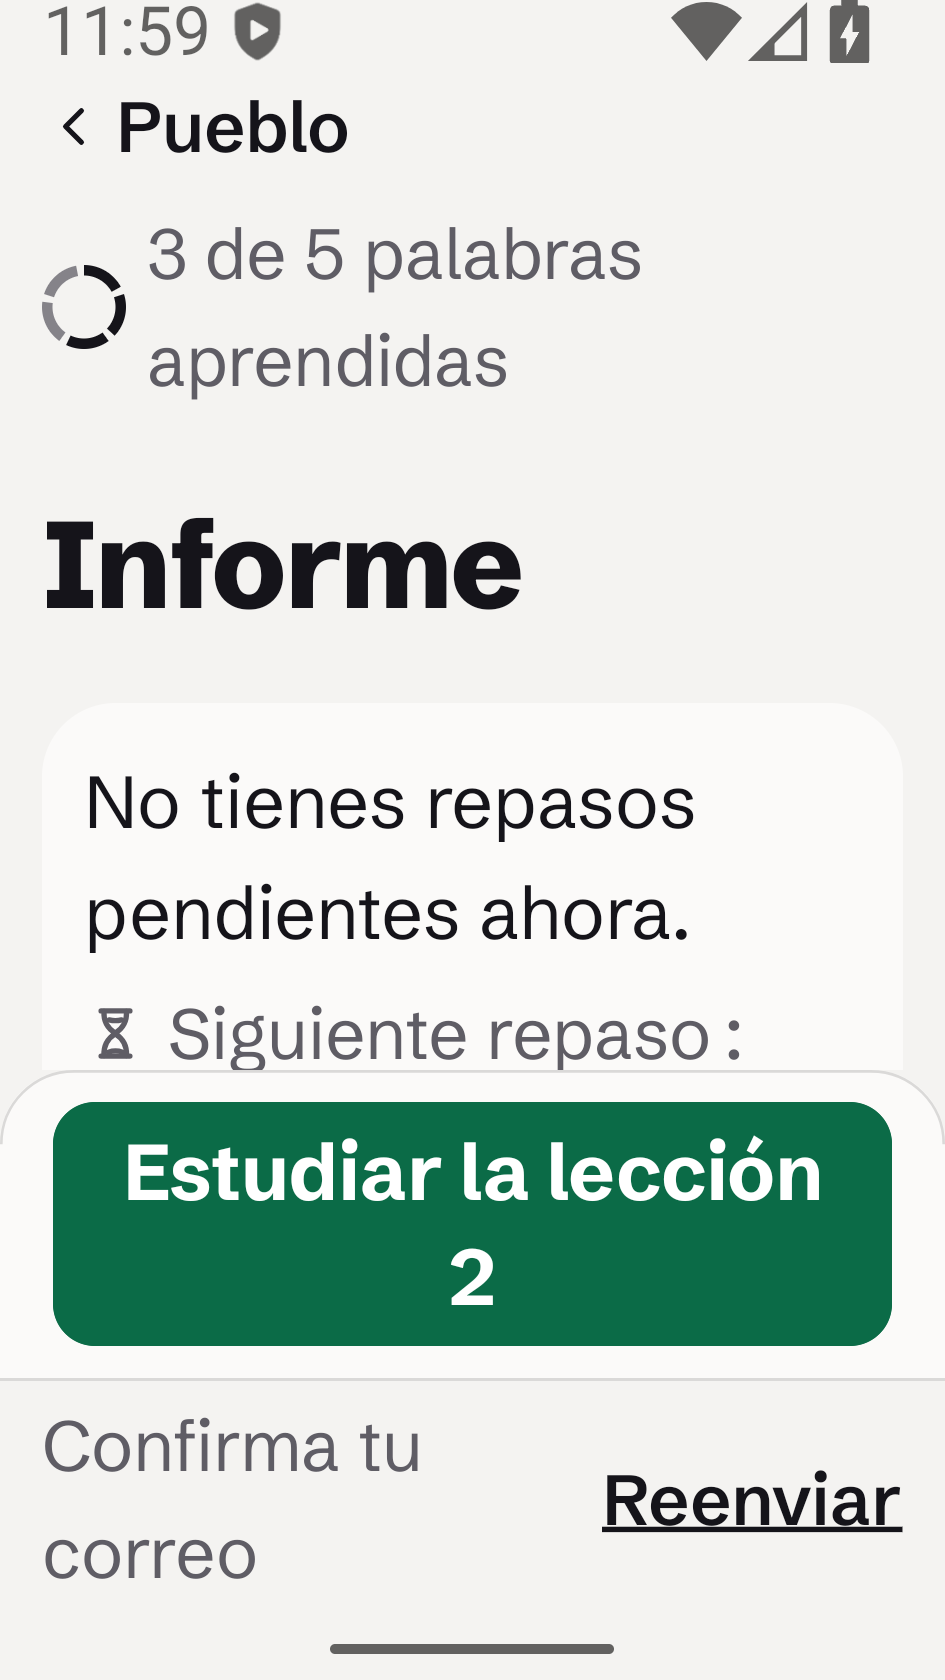 11:59
Pueblo
3 de 5 palabras
aprendidas
Informe
No tienes repasos
pendientes ahora.
Siguiente repaso :
Estudiar la lección
2
Confirma tu
correo
Reenviar